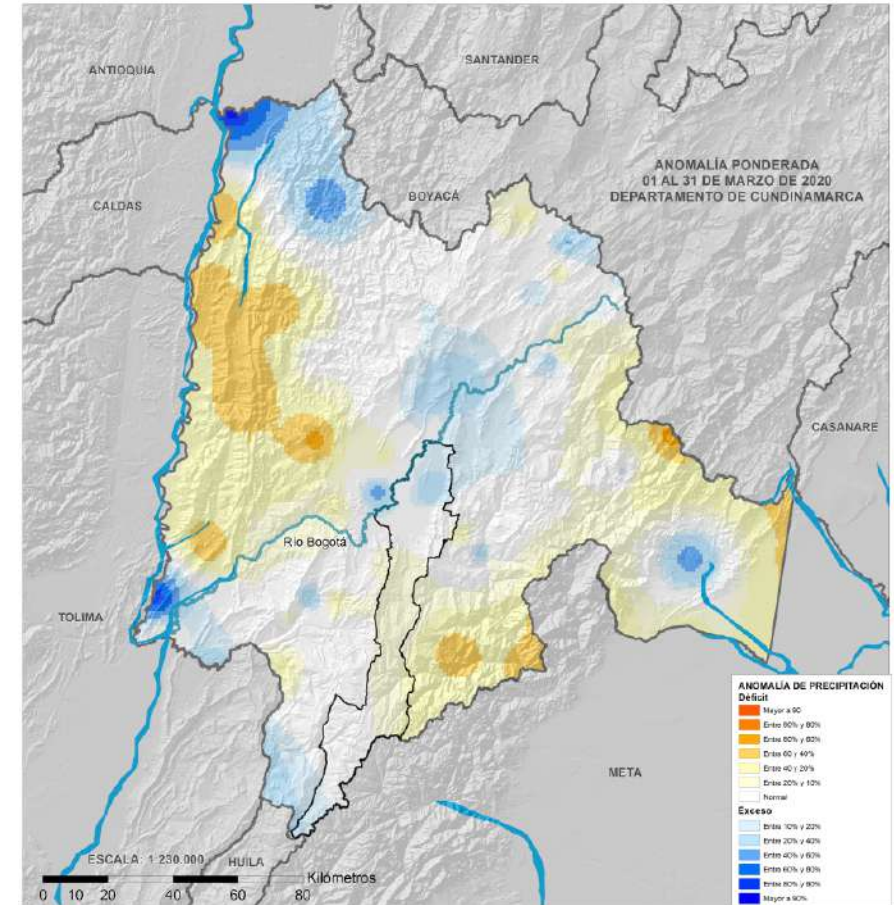 ANTIOQUIA
SANTANDER
ANOMALÍA PONDERADA
01 AL 31 DE MARZO DE 2020
DEPARTAMENTO DE CUNDINAMARCA
CALDAS
BOYACÁ
CASANARE
Río Bogotá
TOLIMA
META
HUILA
ESCALA: 1:230.000
Kilómetros
0 10 20 40 60 80
ANOMALÍA DE PRECIPITACIÓN
Déficit
Mayor a 90
Entre 90% y 80%
Entre 80% y 60%
Entre 60 y 40%
Entre 40 y 20%
Entre 20% y 10%
Normal
Exceso
Entre 10% y 20%
Entre 20% y 40%
Entre 40% y 60%
Entre 60% y 80%
Entre 80% y 90%
Mayor a 90%